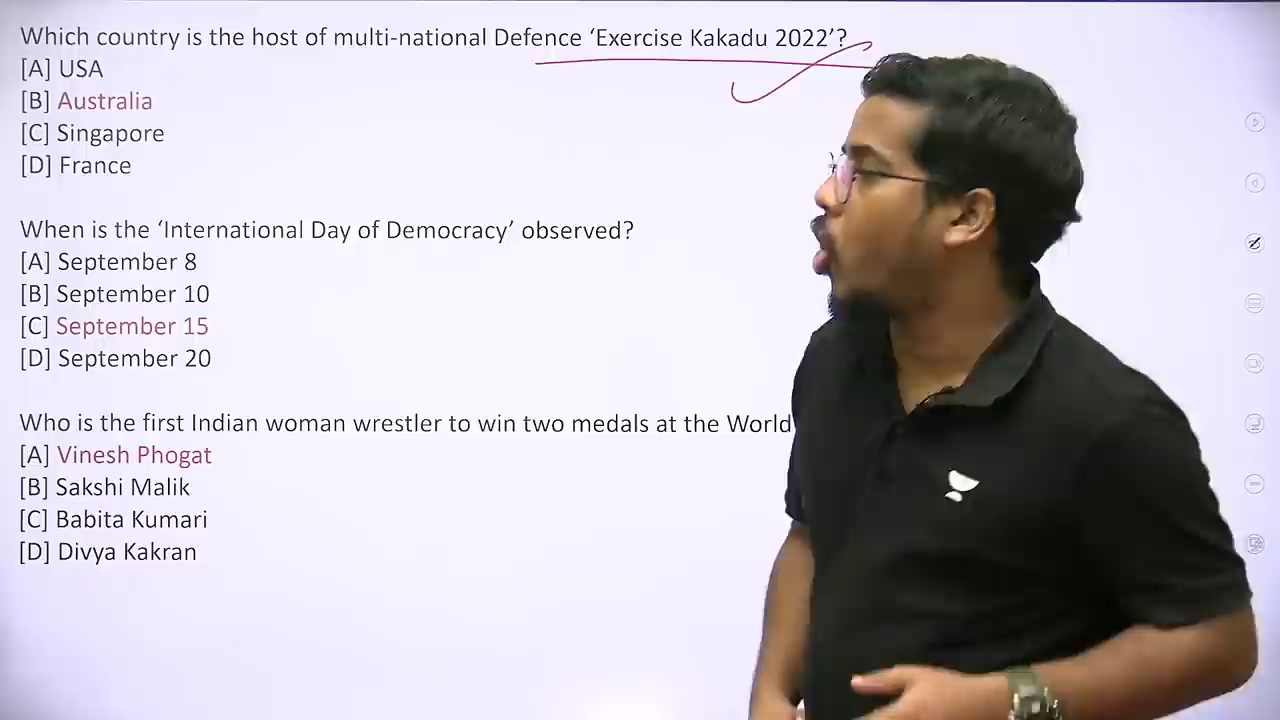 Which country is the host of multi-national Defence ‘Exercise Kakadu 2022’?
[A] USA
[B] Australia
[C] Singapore
[D] France
When is the ‘International Day of Democracy’ observed?
[A] September 8
[B] September 10
[C] September 15
[D] September 20
Who is the first Indian woman wrestler to win two medals at the World
[A] Vinesh Phogat
[B] Sakshi Malik
[C] Babita Kumari
[D] Divya Kakran